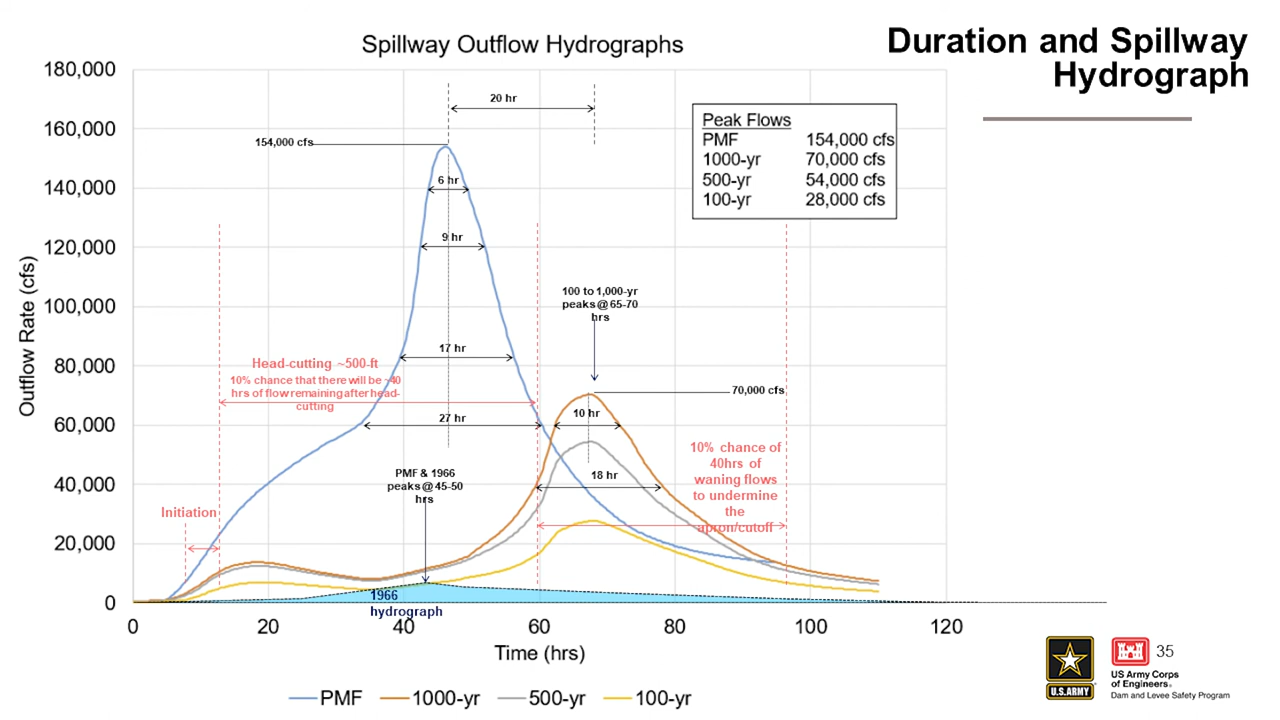 Duration and Spillway
Hydrograph
Spillway Outflow Hydrographs
Outflow Rate (cfs)
180,000
160,000
140,000
120,000
100,000
80,000
60,000
40,000
20,000
0
20 hr
154,000 cfs
6 hr
9 hr
17 hr
27 hr
Peak Flows
PMF 154,000 cfs
1000-yr 70,000 cfs
500-yr 54,000 cfs
100-yr 28,000 cfs
100 to 1,000-yr
peaks @ 65-70
hrs
Head-cutting ~500-ft
10% chance that there will be ~40
hrs of flow remaining after head-
cutting
70,000 cfs
10 hr
18 hr
10% chance of
40hrs of
waning flows
to undermine
the
apron/cutoff
PMF & 1966
peaks @ 45-50
hrs
Initiation
1966
hydrograph
0 20 40 60 80 100 120
Time (hrs)
PMF 1000-yr 500-yr 100-yr
U.S. ARMY
35
US Army Corps
of Engineers®
Dam and Levee Safety Program